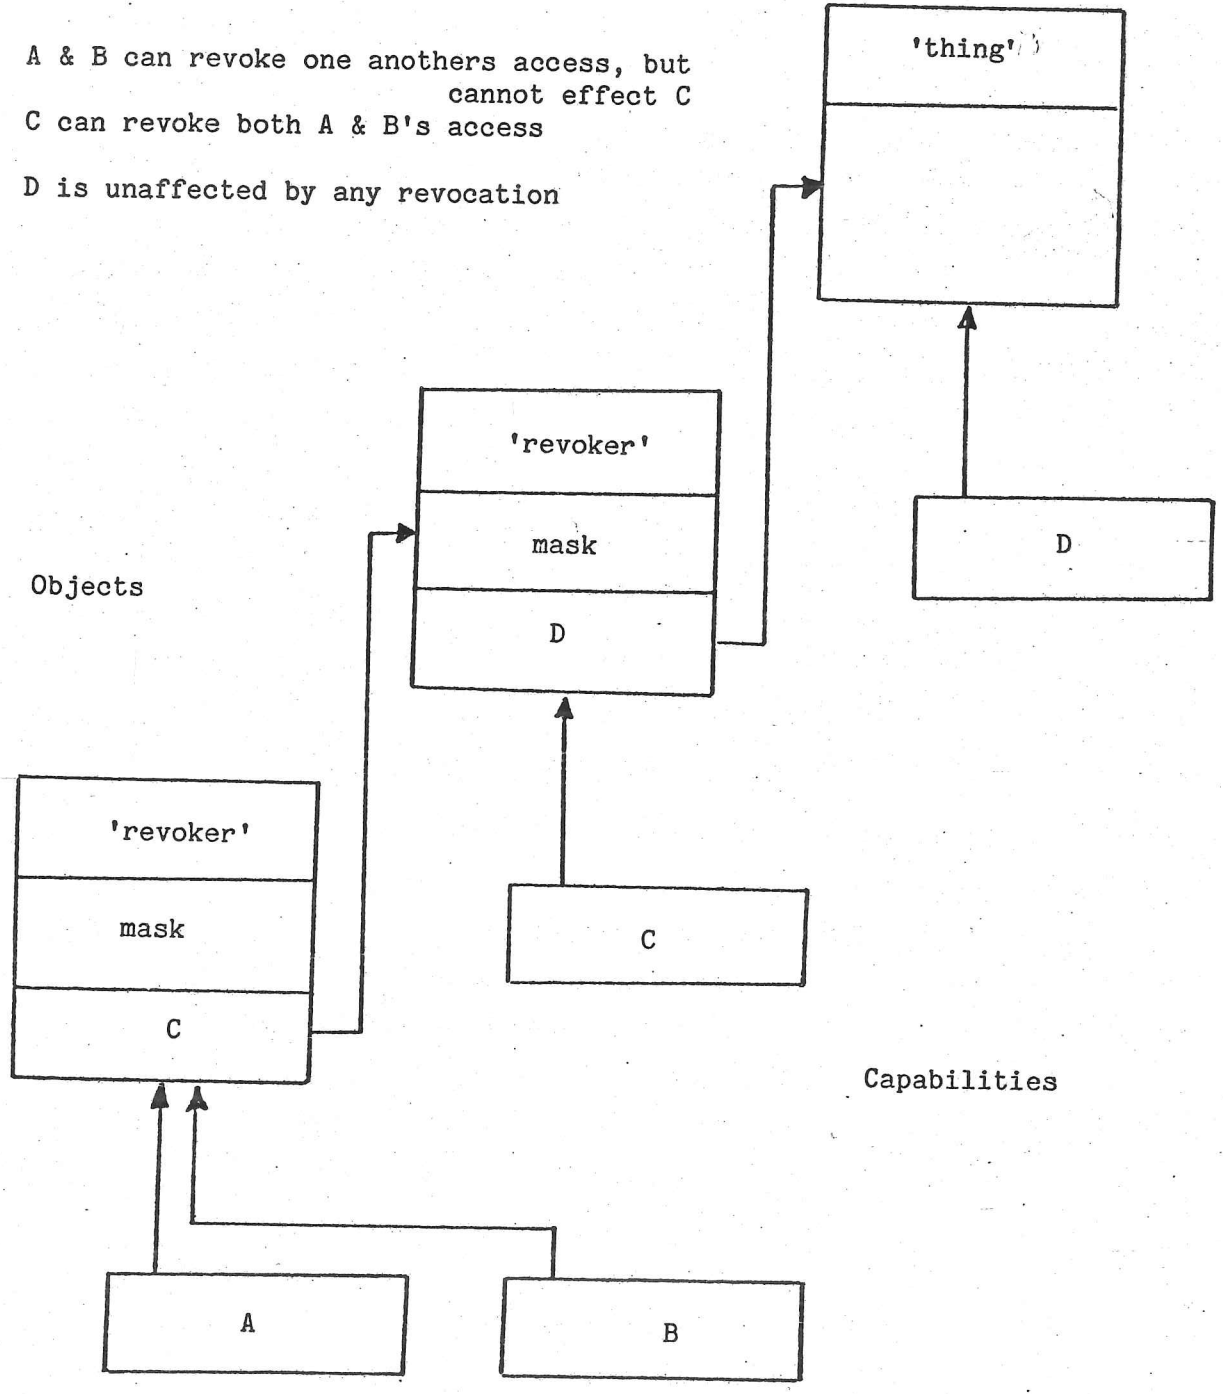 A & B can revoke one anothers access, but
cannot effect C
C can revoke both A & B's access
D is unaffected by any revocation
'thing'
'revoker'
mask
D
D
Objects
'revoker'
mask
C
C
Capabilities
A
B